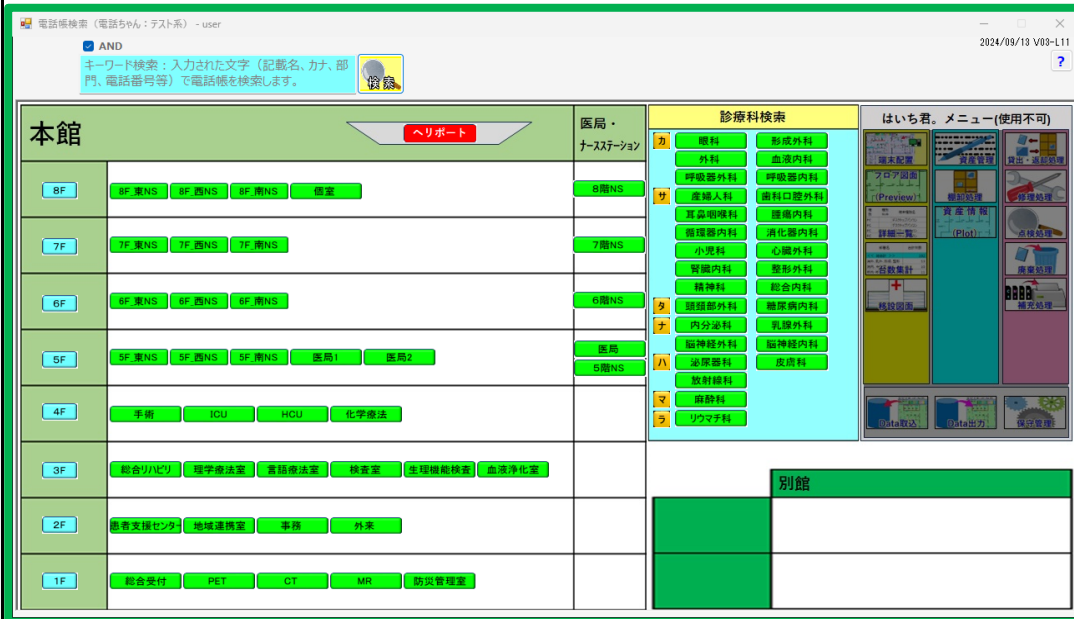 電話帳検索（電話ちゃん：テスト系） - user
2024/09/13 V03-L11
?
AND
キーワード検索：入力された文字（記載名、カナ、部
門、電話番号等）で電話帳を検索します。
検索
本館
ヘリポート
医局・
ﾅｰｽｽﾃｰｼｮﾝ
8F
8F_東NS 8F_西NS 8F_南NS 個室
8階NS
7F
7F_東NS 7F_西NS 7F_南NS
7階NS
6F
6F_東NS 6F_西NS 6F_南NS
6階NS
5F
5F_東NS 5F_西NS 5F_南NS 医局1 医局2
医局
5階NS
4F
手術 ICU HCU 化学療法
3F
総合リハビリ 理学療法室 言語療法室 検査室 生理機能検査 血液浄化室
2F
患者支援センター 地域連携室 事務 外来
1F
総合受付 PET CT MR 防災管理室
診療科検索
カ 眼科 形成外科
外科 血液内科
呼吸器外科 呼吸器内科
サ 産婦人科 歯科口腔外科
耳鼻咽喉科 腫瘍内科
循環器内科 消化器内科
小児科 心臓外科
腎臓内科 整形外科
精神科 総合内科
タ 頭頚部外科 糖尿病内科
ナ 内分泌科 乳腺外科
脳神経外科 脳神経内科
ハ 泌尿器科 皮膚科
放射線科
マ 麻酔科
ラ リウマチ科
はいち君。メニュー(使用不可)
端末配置 資産管理 貸出・返却処理
フロア図面
(Preview) 棚卸処理 修理処理
詳細一覧 資産情報
(Plot) 点検処理
台数集計 廃棄処理
移設図面 補充処理
Data取込 Data出力 保守管理
別館